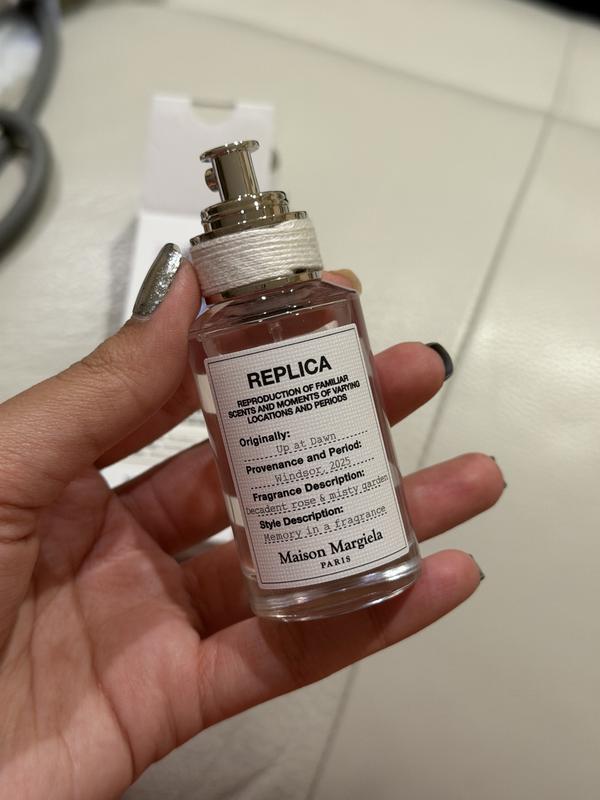 REPLICA
REPRODUCTION OF FAMILIAR
SCENTS AND MOMENTS OF VARYING
LOCATIONS AND PERIODS
Originally:
Up at Dawn
Provenance and Period:
Windsor, 2025
Fragrance Description:
Decadent rose & misty garden
Style Description:
Memory in a fragrance
Maison Margiela
PARIS